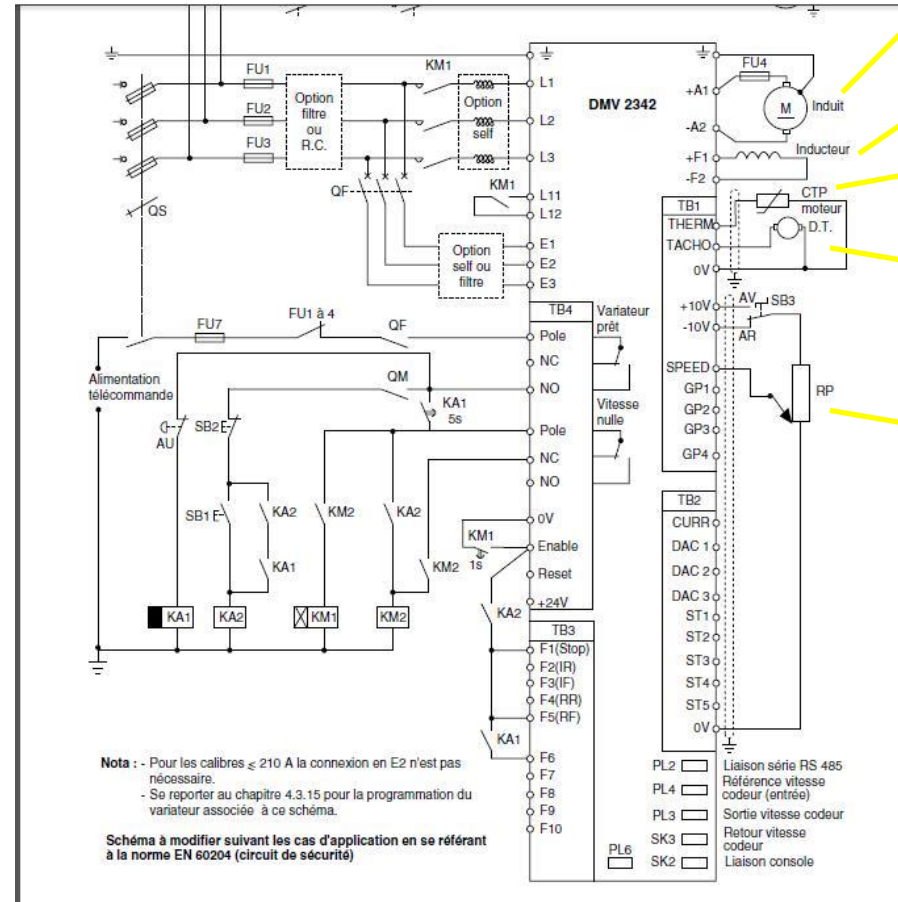 FU1
FU2
FU3
Option
filtre
ou
R.C.
KM1
Option
self
L1
L2
L3
DMV 2342
FU4
+A1
M
Induit
-A2
Inducteur
+F1
-F2
QS
QF
KM1
L11
L12
Option
self ou
filtre
E1
E2
E3
TB1
CTP
moteur
THERM
D.T.
TACHO
0V
TB4
Variateur
prêt
+10V
AV
SB3
-10V
AR
FU7
FU1 à 4
QF
Pole
NC
NO
Alimentation
télécommande
QM
KA1
5s
Vitesse
nulle
SPEED
GP1
GP2
GP3
GP4
RP
AU
SB2
Pole
NC
NO
SB1
KA2
KM2
KA2
KA1
KM2
0V
KM1
1s
Enable
Reset
+24V
TB2
CURR
DAC 1
DAC 2
DAC 3
ST1
ST2
ST3
ST4
ST5
0V
KA1
KA2
KM1
KM2
KA2
TB3
F1(Stop)
F2(IR)
F3(IF)
F4(RR)
F5(RF)
KA1
F6
F7
F8
F9
F10
Nota : - Pour les calibres ≤ 210 A la connexion en E2 n'est pas
nécessaire.
- Se reporter au chapitre 4.3.15 pour la programmation du
variateur associée à ce schéma.
Schéma à modifier suivant les cas d'application en se référant
à la norme EN 60204 (circuit de sécurité)
PL2 Liaison série RS 485
PL4 Référence vitesse
codeur (entrée)
PL3 Sortie vitesse codeur
SK3 Retour vitesse
codeur
PL6
SK2 Liaison console